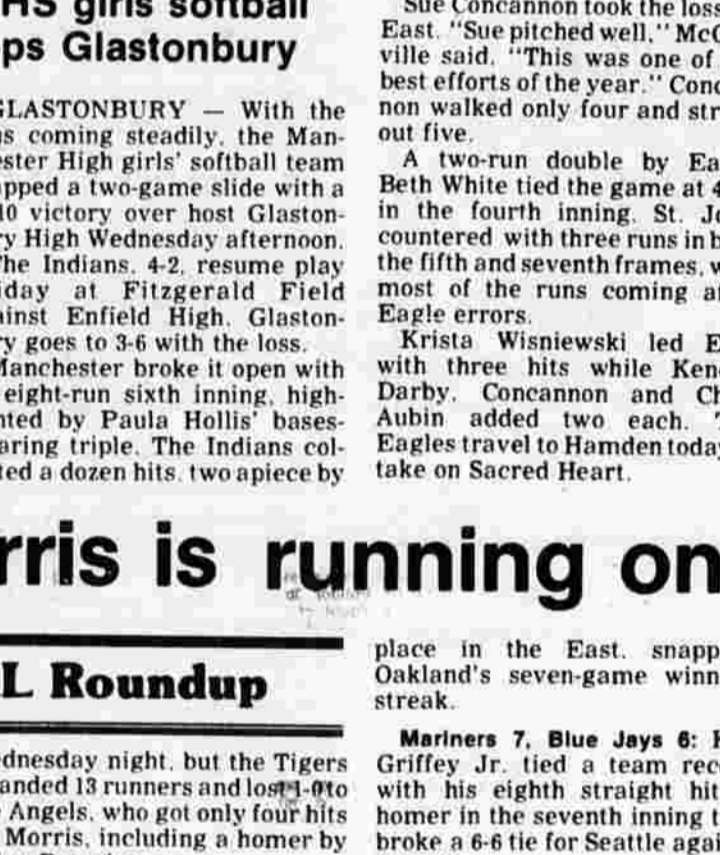 HS girls softball
ps Glastonbury
GLASTONBURY — With the
s coming steadily, the Man-
ester High girls' softball team
pped a two-game slide with a
10 victory over host Glaston-
ry High Wednesday afternoon.
The Indians, 4-2, resume play
iday at Fitzgerald Field
ainst Enfield High. Glaston-
ry goes to 3-6 with the loss.
Manchester broke it open with
eight-run sixth inning, high-
hted by Paula Hollis' bases-
aring triple. The Indians col-
ted a dozen hits, two apiece by
Sue Concannon took the loss
East. "Sue pitched well," McC
ville said. "This was one of
best efforts of the year." Conc
non walked only four and str
out five.
A two-run double by Ea
Beth White tied the game at 4
in the fourth inning. St. Jo
countered with three runs in b
the fifth and seventh frames, w
most of the runs coming af
Eagle errors.
Krista Wisniewski led E
with three hits while Ken
Darby, Concannon and Ch
Aubin added two each.
Eagles travel to Hamden today
take on Sacred Heart.
rris is running on
L Roundup
dnesday night, but the Tigers
anded 13 runners and lost 1-0 to
Angels, who got only four hits
Morris, including a homer by
place in the East, snapp
Oakland's seven-game winn
streak.
Mariners 7, Blue Jays 6:
Griffey Jr. tied a team rec
with his eighth straight hit
homer in the seventh inning t
broke a 6-6 tie for Seattle agai